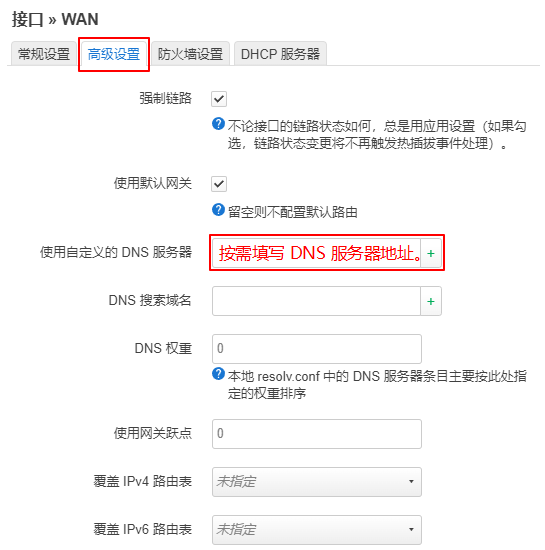 接口 » WAN
常规设置 高级设置 防火墙设置 DHCP 服务器
强制链路
不论接口的链路状态如何，总是用应用设置（如果勾
选，链路状态变更将不再触发热插拔事件处理）。
使用默认网关
留空则不配置默认路由
使用自定义的 DNS 服务器 按需填写 DNS 服务器地址。 +
DNS 搜索域名 +
DNS 权重 0
本地 resolv.conf 中的 DNS 服务器条目主要按此处指
定的权重排序
使用网关跃点 0
覆盖 IPv4 路由表 未指定
覆盖 IPv6 路由表 未指定